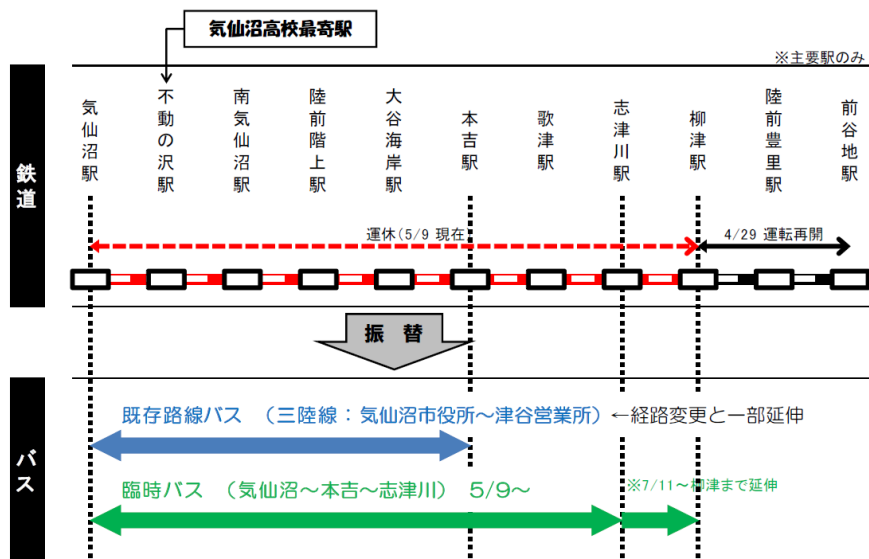 気仙沼高校最寄駅
※主要駅のみ
鉄道
気仙沼駅
不動の沢駅
南気仙沼駅
陸前階上駅
大谷海岸駅
本吉駅
歌津駅
志津川駅
柳津駅
陸前豊里駅
前谷地駅
運休(5/9 現在)
4/29 運転再開
振替
バス
既存路線バス （三陸線：気仙沼市役所～津谷営業所）←経路変更と一部延伸
臨時バス （気仙沼～本吉～志津川） 5/9～
※7/11～柳津まで延伸